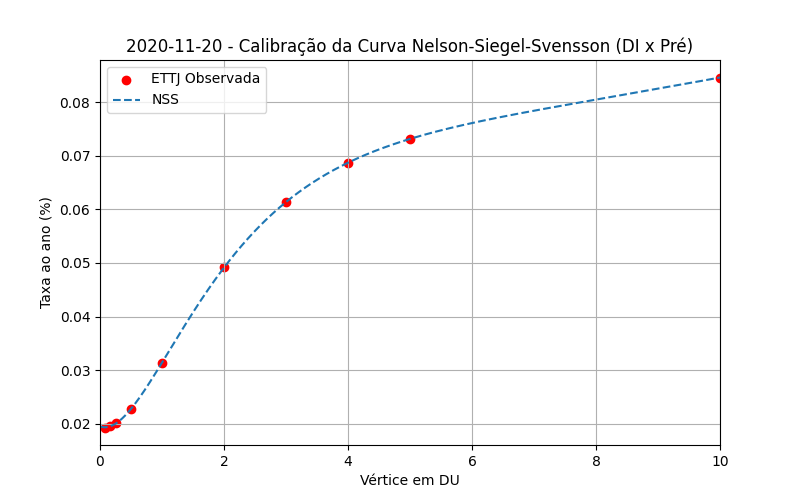 2020-11-20 - Calibração da Curva Nelson-Siegel-Svensson (DI x Pré)
ETTJ Observada
NSS
Taxa ao ano (%)
0.08
0.07
0.06
0.05
0.04
0.03
0.02
0 2 4 6 8 10
Vértice em DU